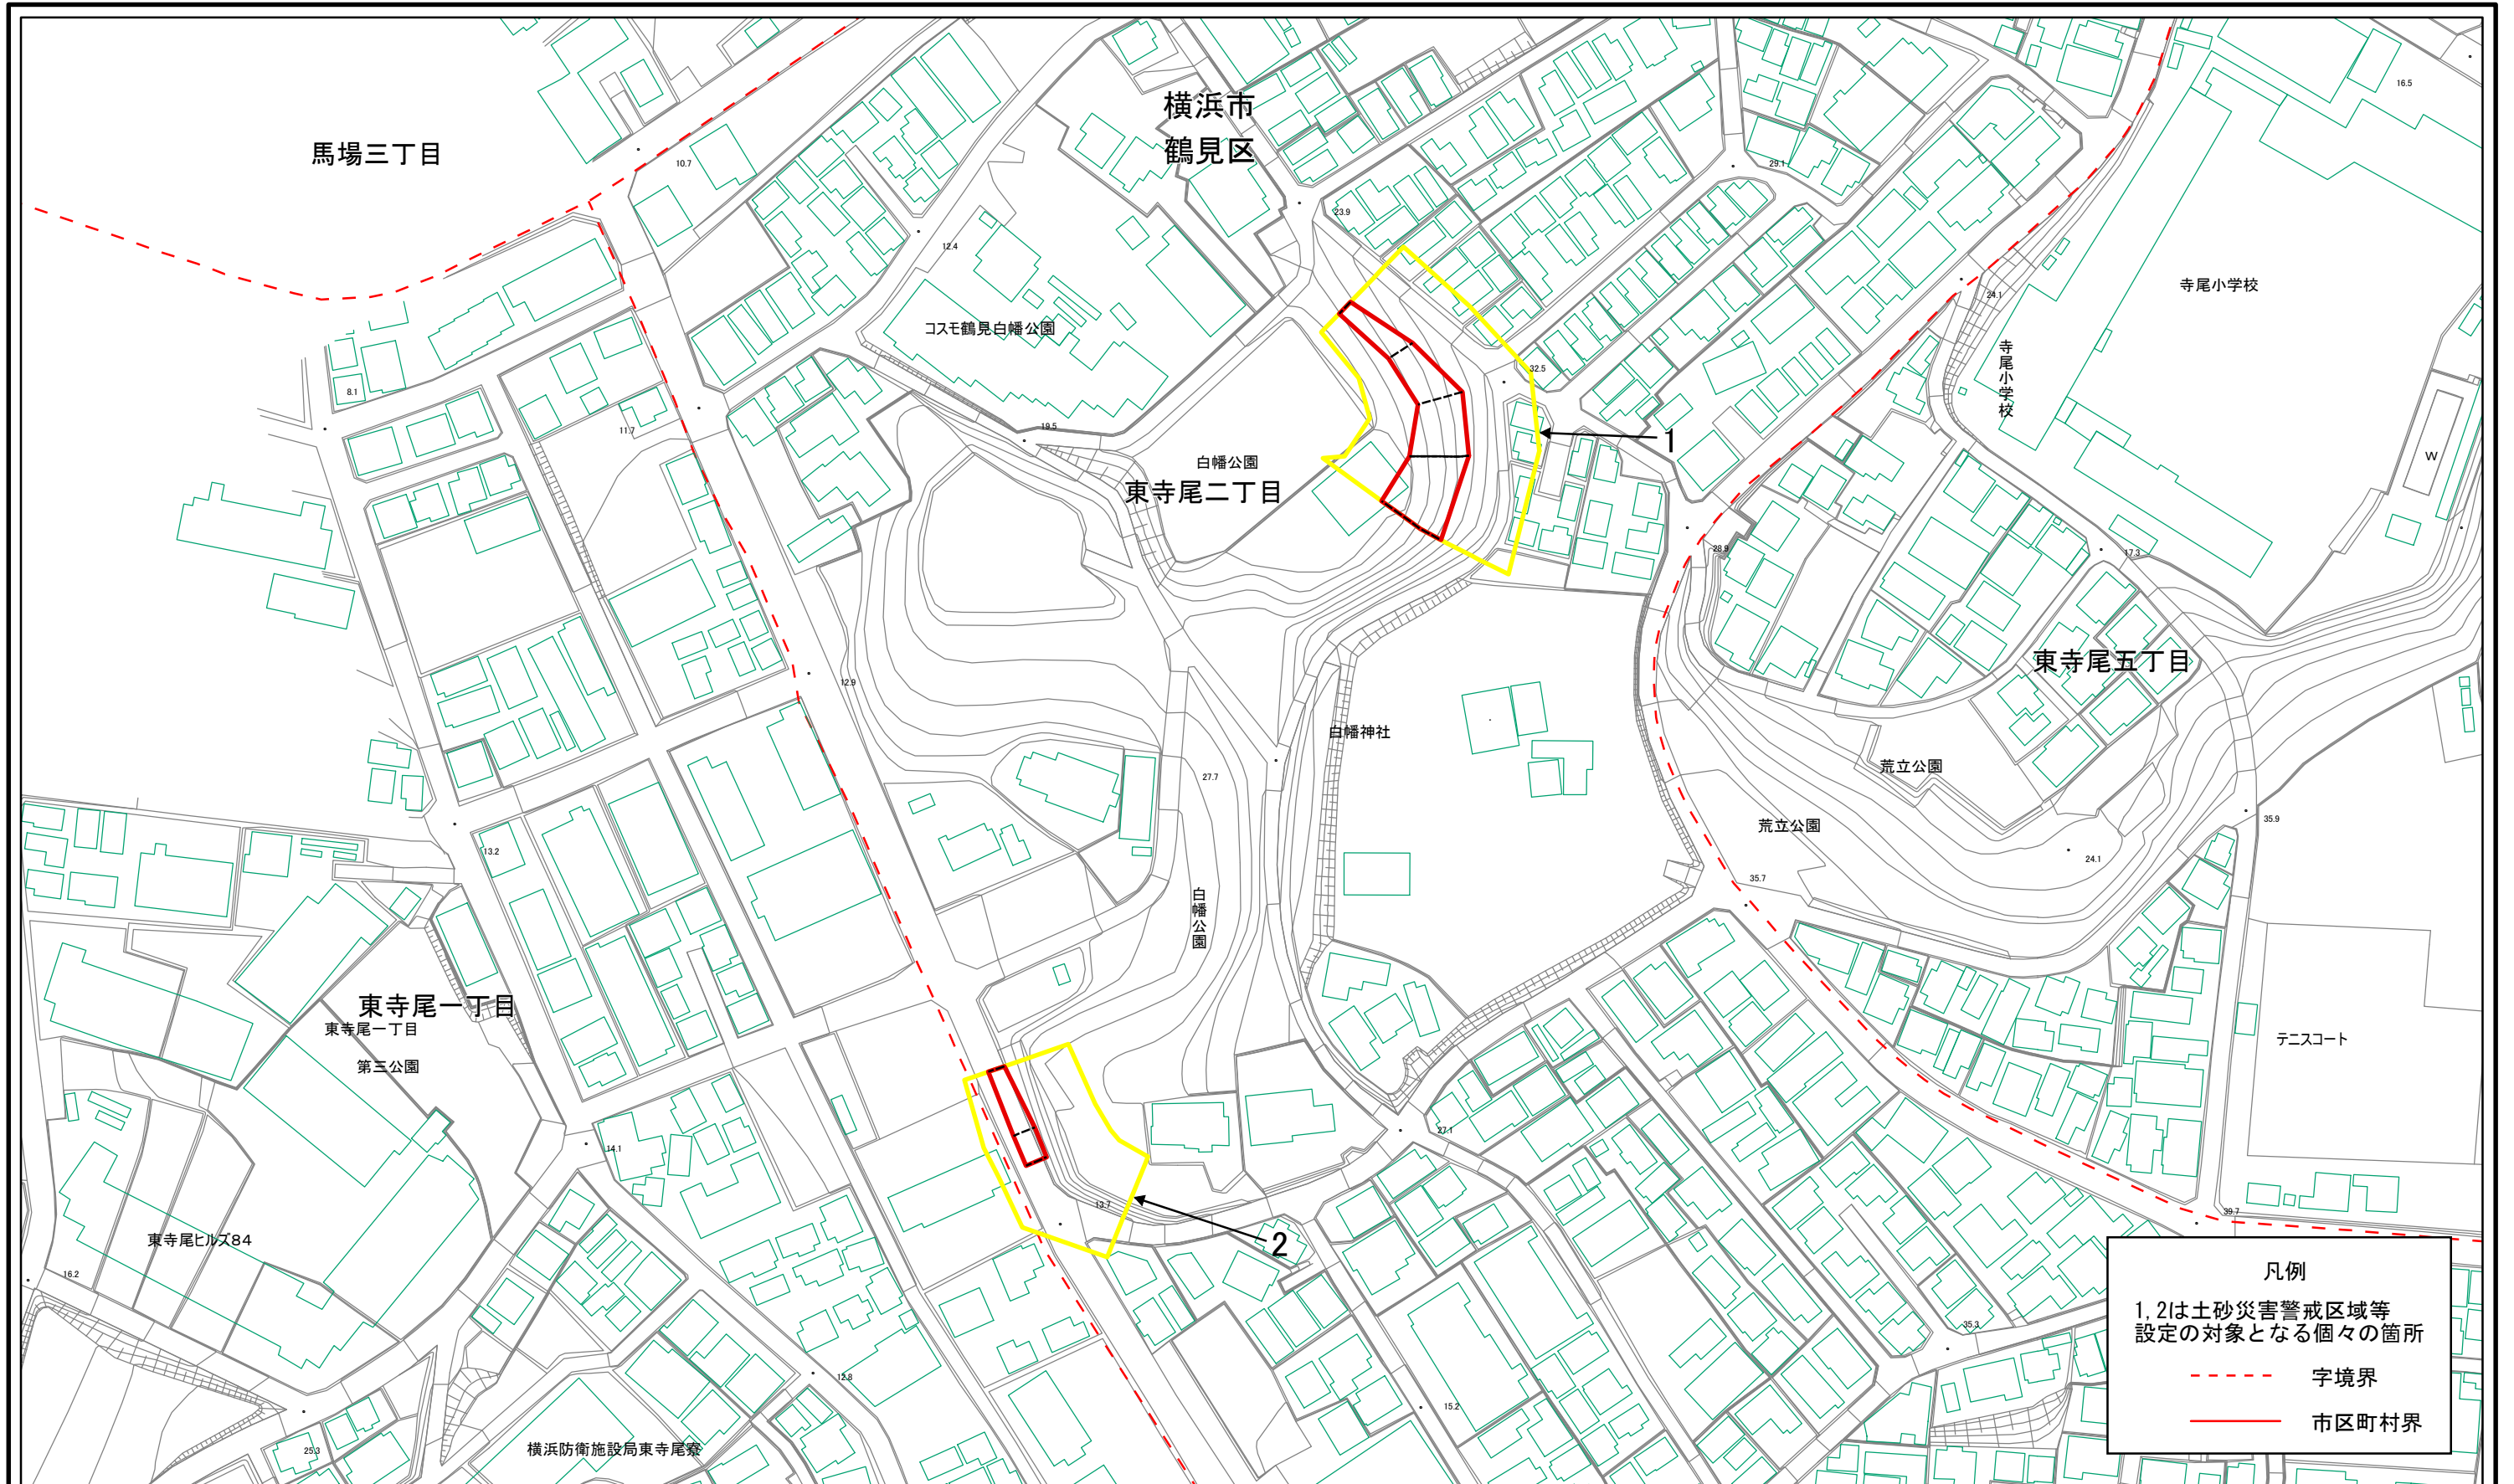 横浜市
鶴見区
馬場三丁目
16.5
10.7
29.1
23.9
12.4
寺尾小学校
24.1
コスモ鶴見白幡公園
寺尾小学校
32.5
8.1
19.5
11.7
1
白幡公園
W
東寺尾二丁目
28.9
17.3
東寺尾五丁目
12.9
白幡神社
荒立公園
27.7
35.9
荒立公園
13.2
24.1
35.7
白幡公園
東寺尾一丁目
東寺尾一丁目
第三公園
テニスコート
27.1
14.1
13.7
39.7
東寺尾ヒルズ84
2
16.2
凡例
1,2は土砂災害警戒区域等
設定の対象となる個々の箇所
字境界
市区町村界
35.3
12.8
15.2
横浜防衛施設局東寺尾寮
25.3